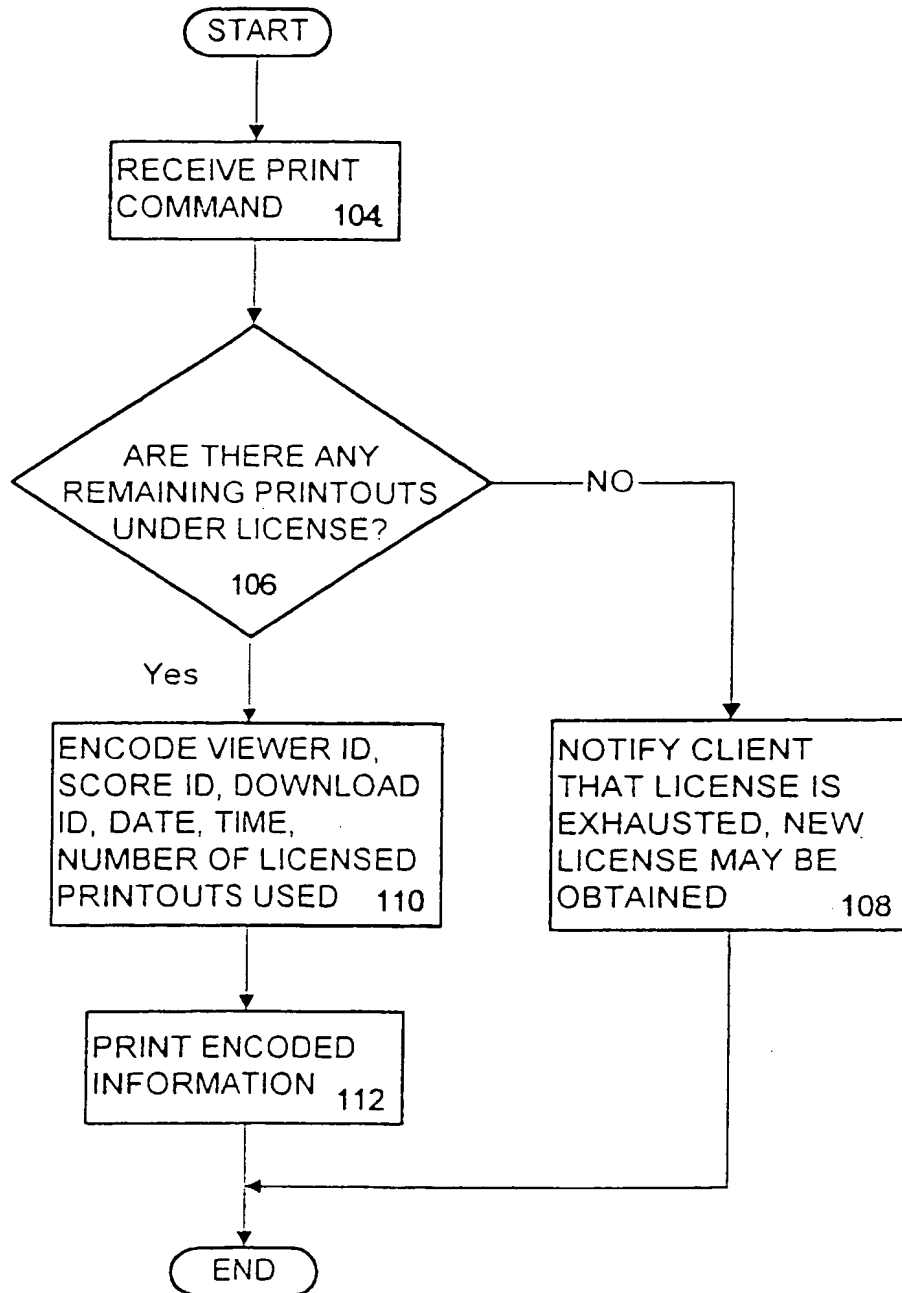 START
RECEIVE PRINT
COMMAND 104
ARE THERE ANY
REMAINING PRINTOUTS
UNDER LICENSE?
106
NO
Yes
ENCODE VIEWER ID,
SCORE ID, DOWNLOAD
ID, DATE, TIME,
NUMBER OF LICENSED
PRINTOUTS USED 110
NOTIFY CLIENT
THAT LICENSE IS
EXHAUSTED, NEW
LICENSE MAY BE
OBTAINED 108
PRINT ENCODED
INFORMATION 112
END